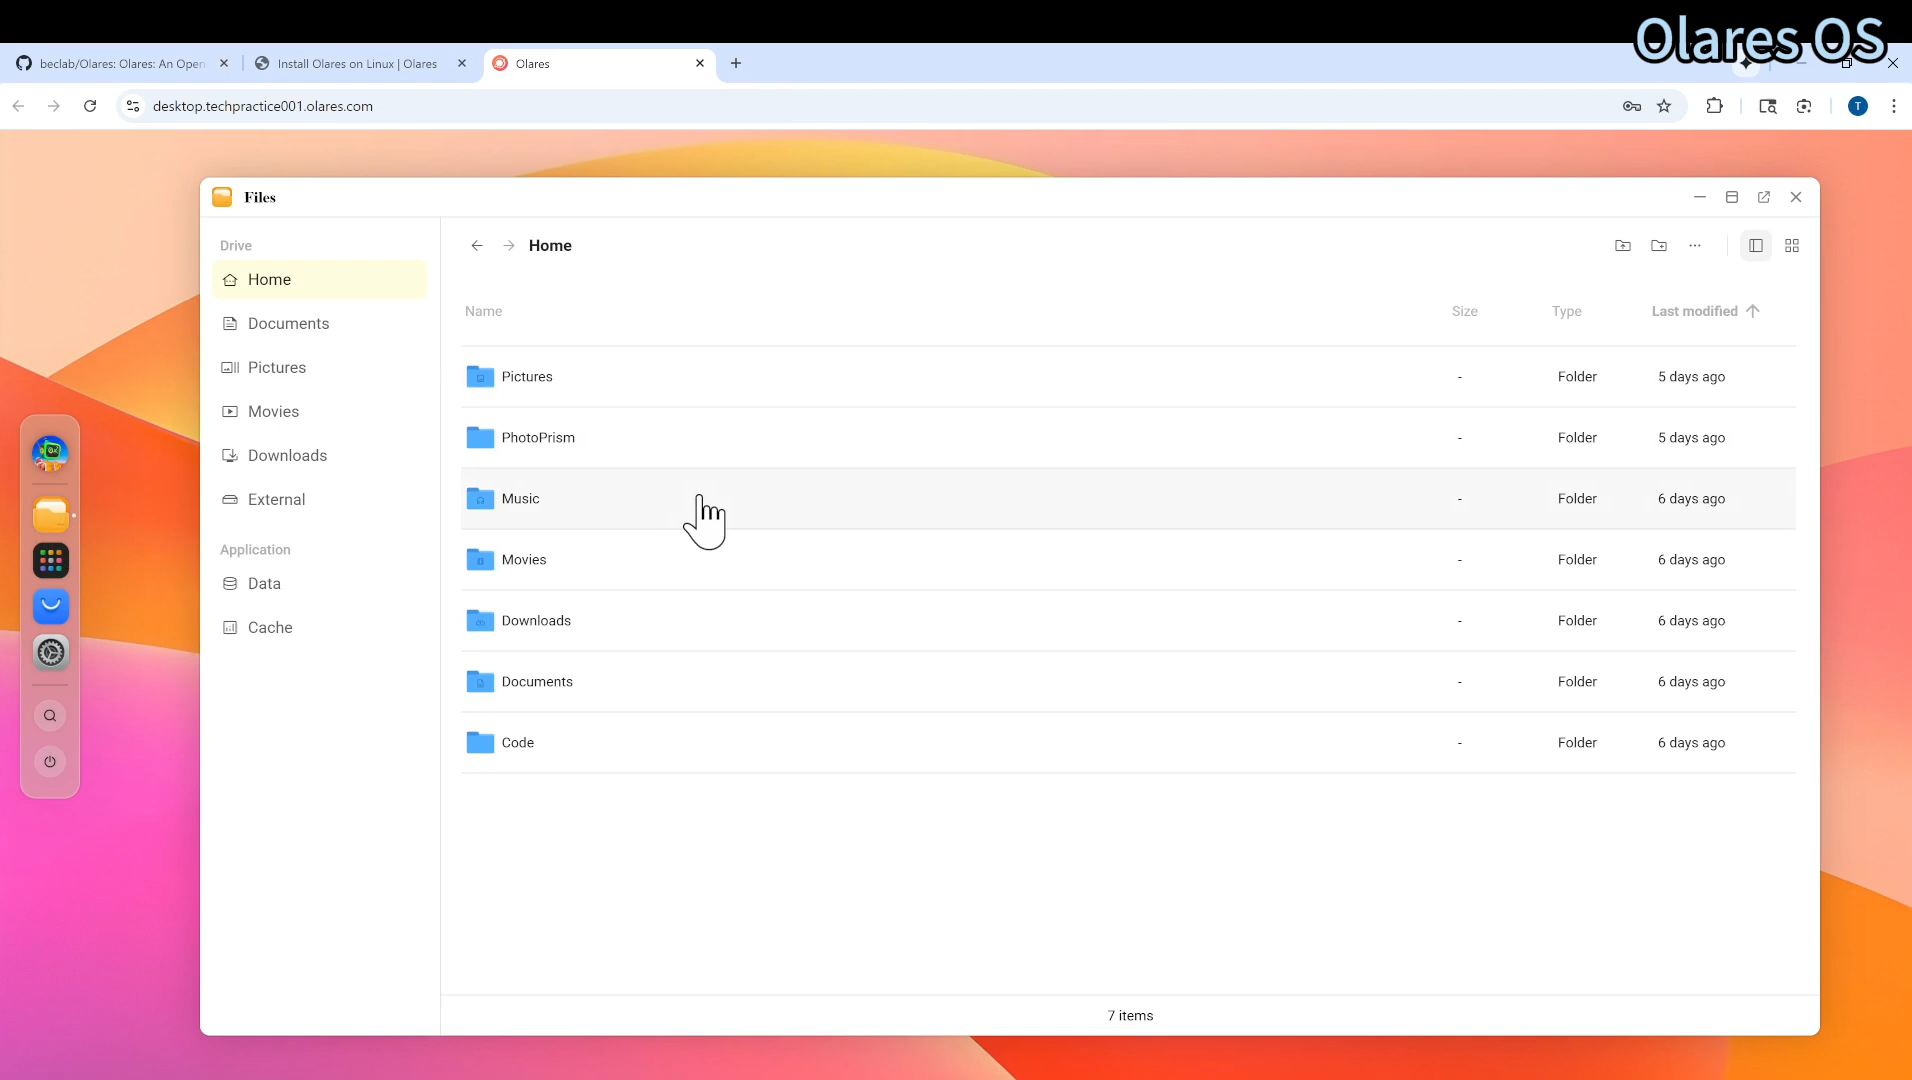 Olares OS
beclab/Olares: Olares: An Open
Install Olares on Linux | Olares
Olares
desktop.techpractice001.olares.com
T
Files
Drive
Home
Documents
Pictures
Movies
Downloads
External
Application
Data
Cache
Home
Name Size Type Last modified
Pictures - Folder 5 days ago
PhotoPrism - Folder 5 days ago
Music - Folder 6 days ago
Movies - Folder 6 days ago
Downloads - Folder 6 days ago
Documents - Folder 6 days ago
Code - Folder 6 days ago
7 items